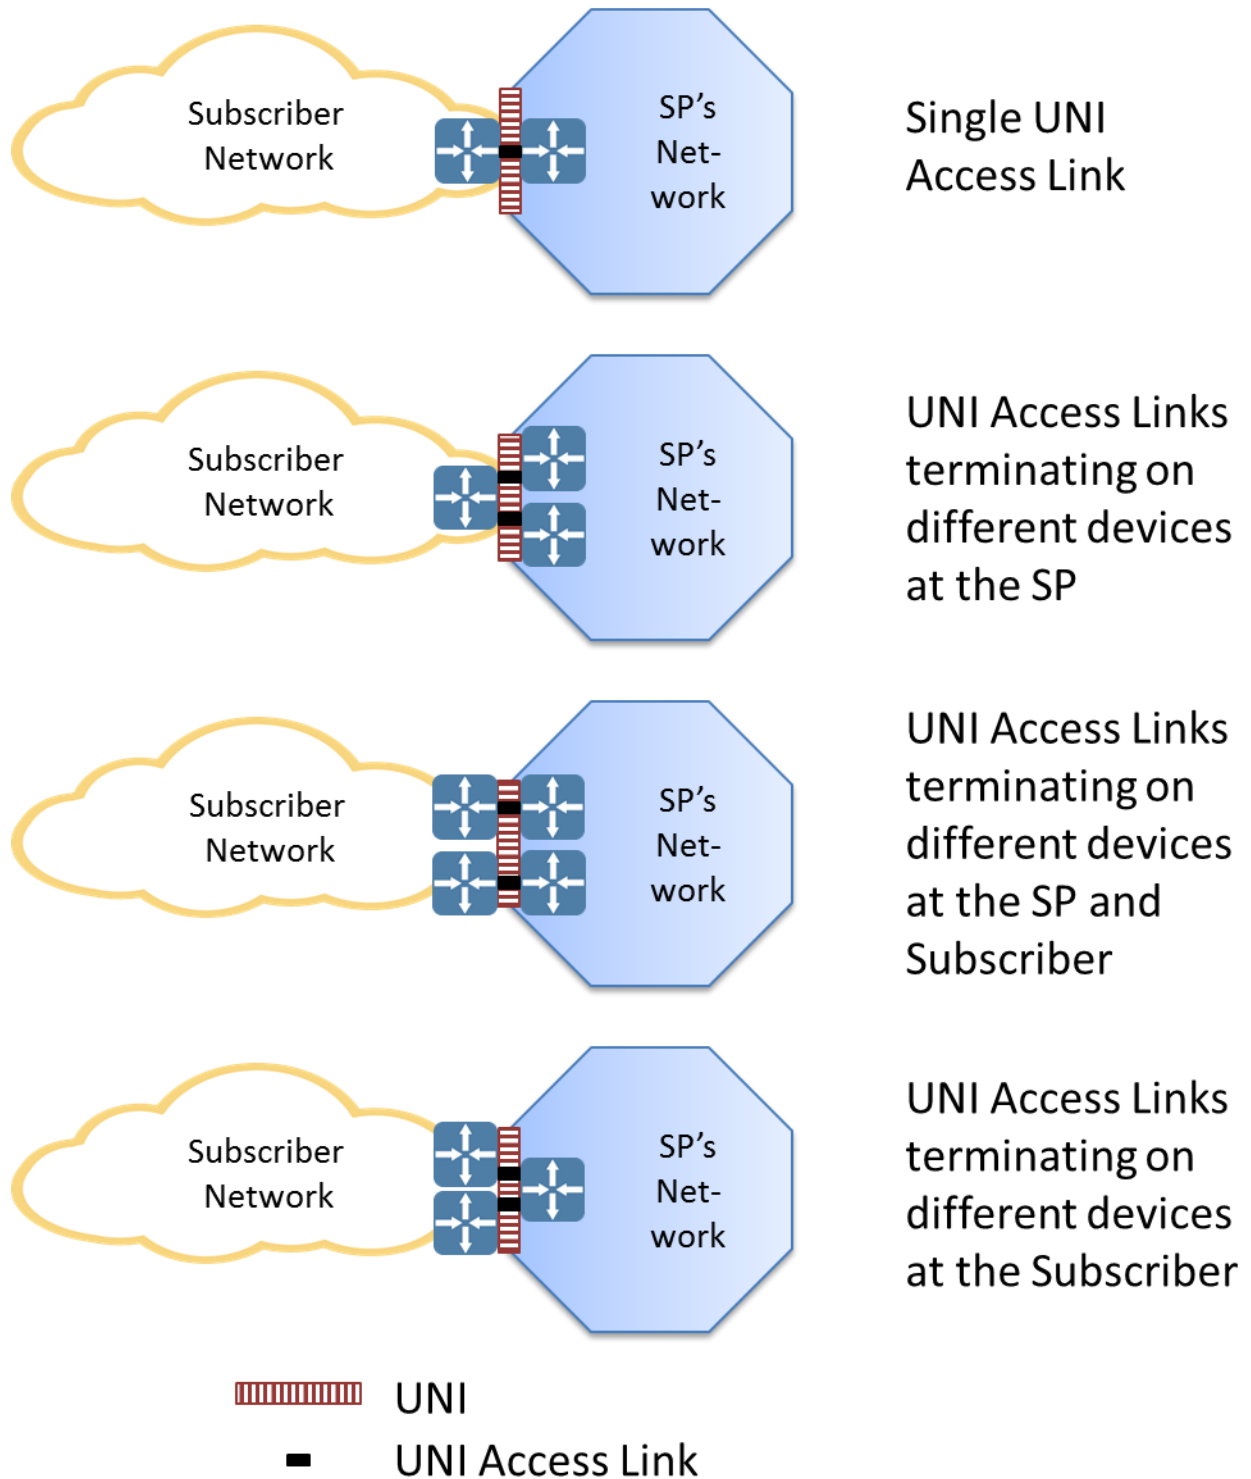 Subscriber
Network
SP's
Net-
work
Single UNI
Access Link
Subscriber
Network
SP's
Net-
work
UNI Access Links
terminating on
different devices
at the SP
Subscriber
Network
SP's
Net-
work
UNI Access Links
terminating on
different devices
at the SP and
Subscriber
Subscriber
Network
SP's
Net-
work
UNI Access Links
terminating on
different devices
at the Subscriber
UNI
UNI Access Link